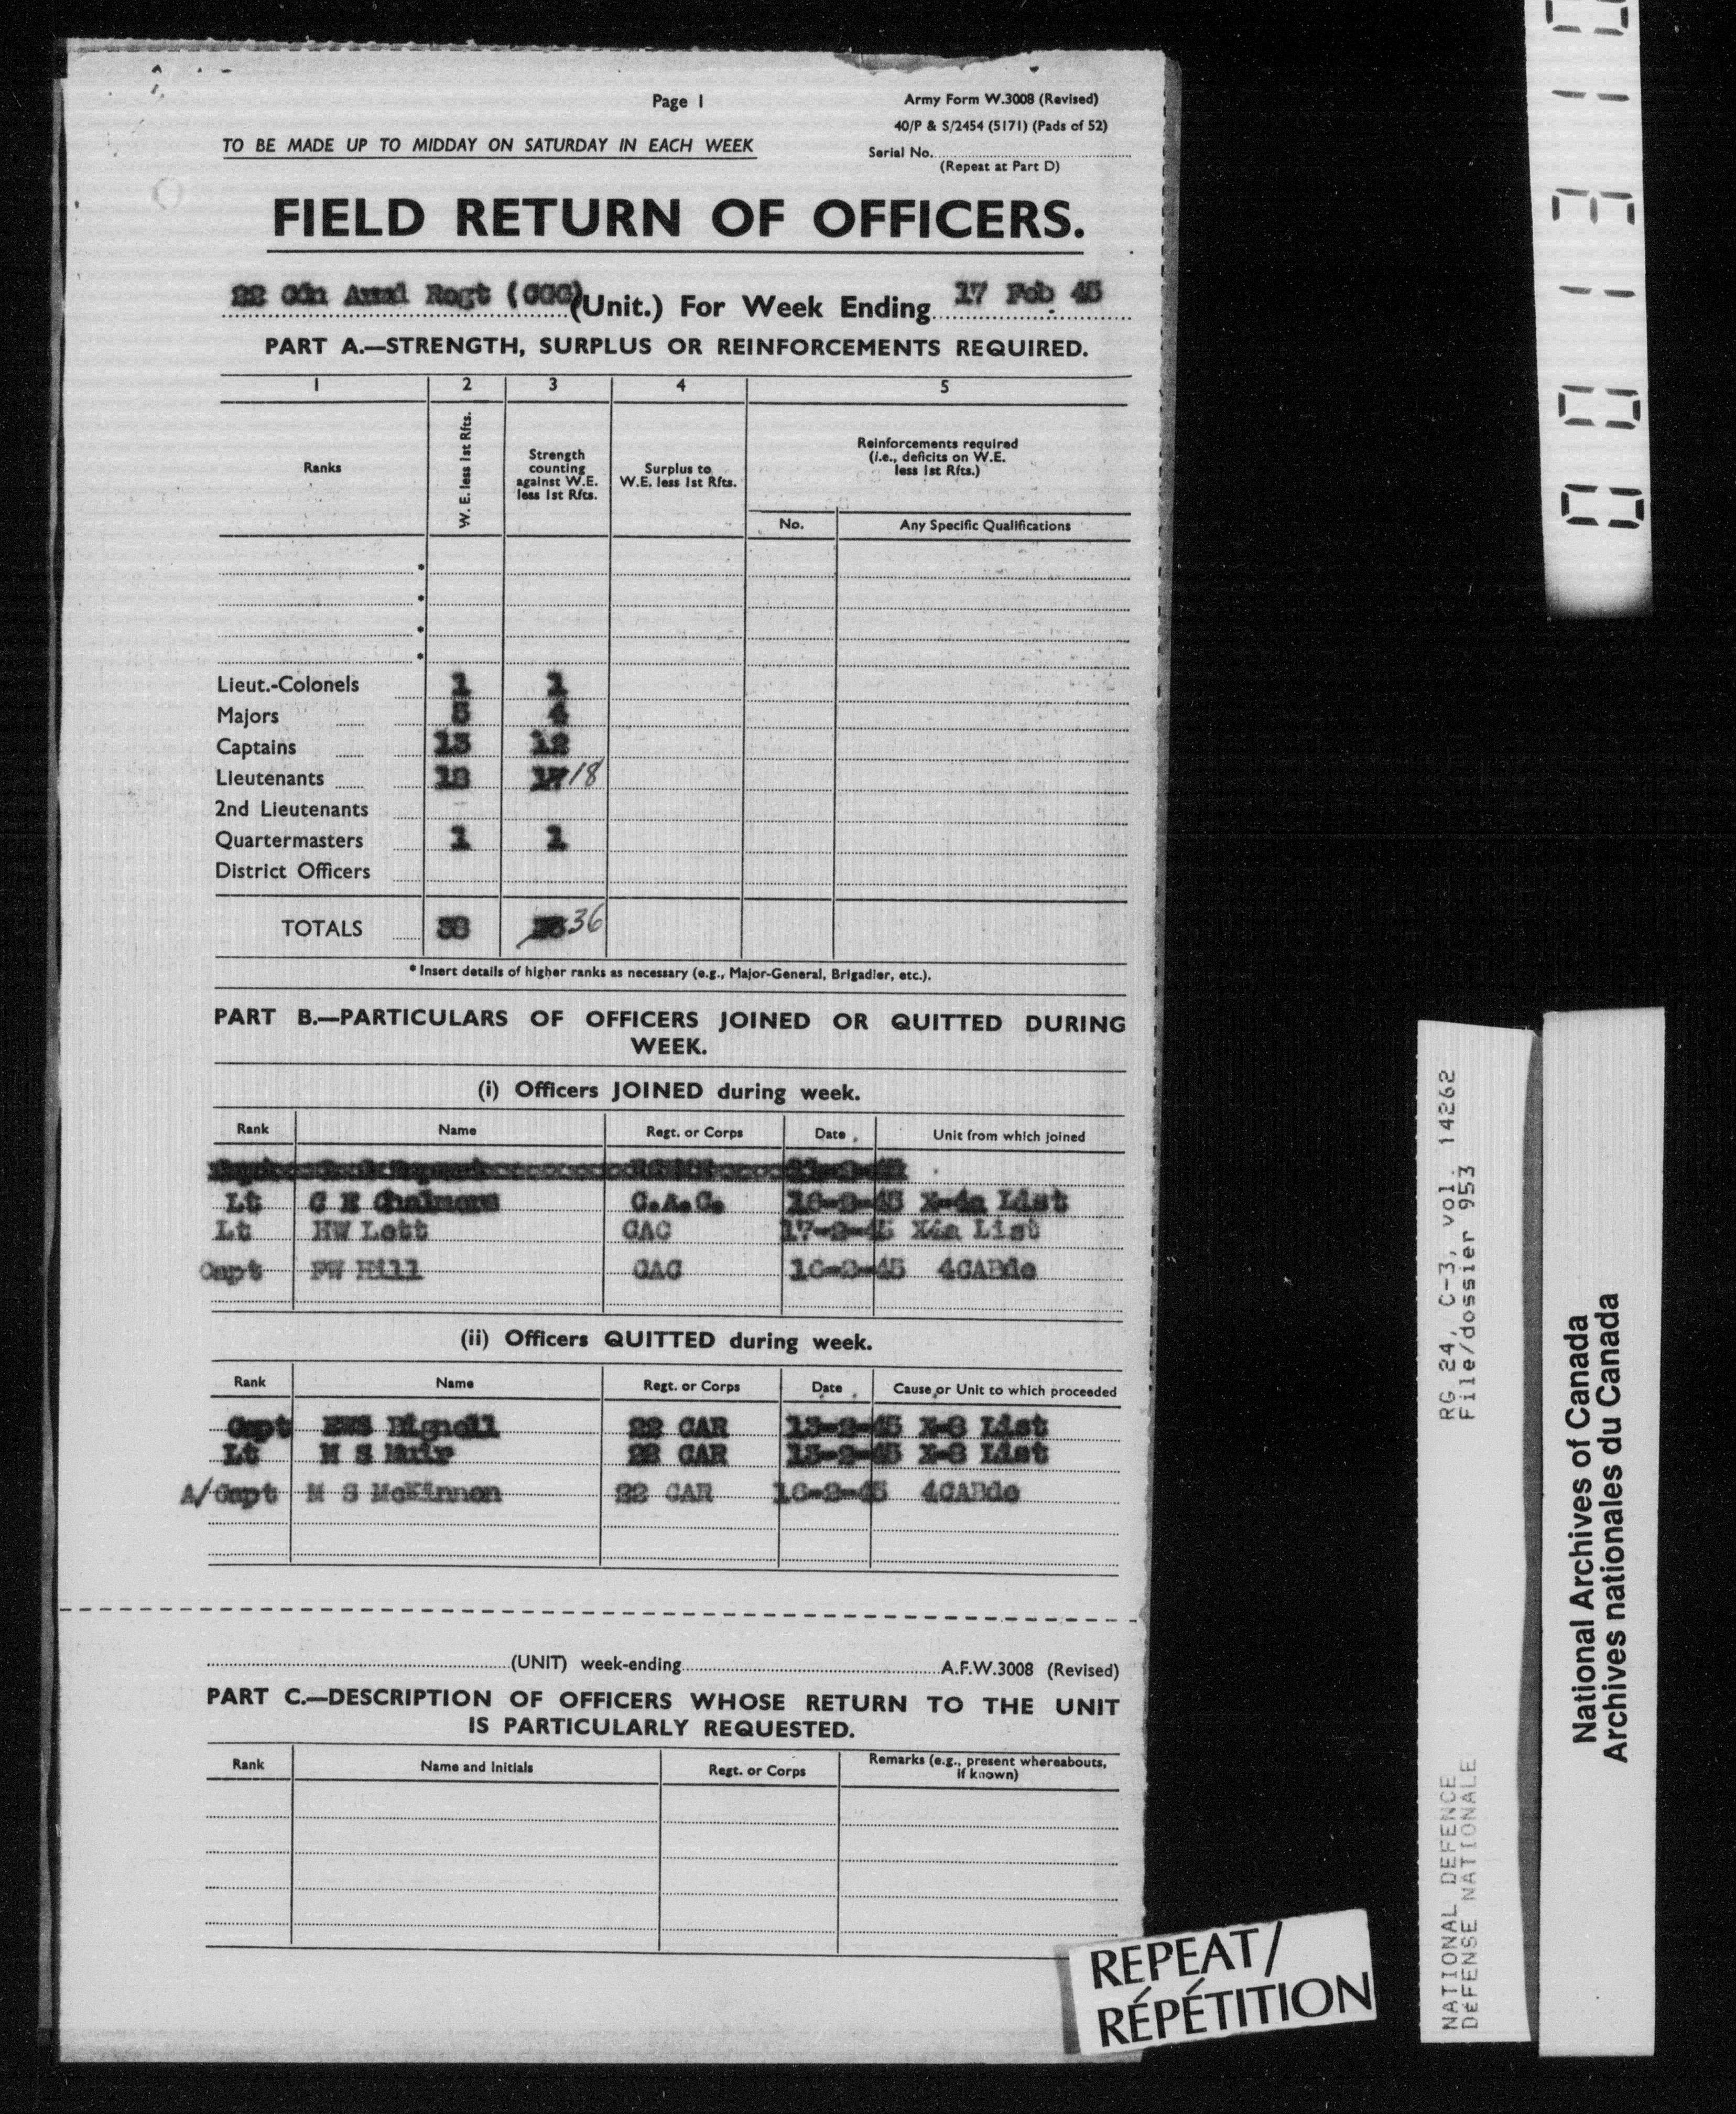 Page 1
Army Form W.3008 (Revised)
40/P & S/2454 (5171) (Pads of 52)
TO BE MADE UP TO MIDDAY ON SATURDAY IN EACH WEEK
Serial No.
(Repeat at Part D)
FIELD RETURN OF OFFICERS.
22 Cdn Armd Regt (CGG) (Unit.) For Week Ending 17 Feb 45
PART A.—STRENGTH, SURPLUS OR REINFORCEMENTS REQUIRED.
1 2 3 4 5
Ranks
W. E. less 1st Rfts.
Strength counting against W.E. less 1st Rfts.
Surplus to W.E. less 1st Rfts.
Reinforcements required (i.e., deficits on W.E. less 1st Rfts.)
No. Any Specific Qualifications
*
*
*
*
Lieut.-Colonels 1 1
Majors 5 4
Captains 13 12
Lieutenants 18 17 18
2nd Lieutenants
Quartermasters 1 1
District Officers
TOTALS 38 36
* Insert details of higher ranks as necessary (e.g., Major-General, Brigadier, etc.).
PART B.—PARTICULARS OF OFFICERS JOINED OR QUITTED DURING
WEEK.
(i) Officers JOINED during week.
Rank Name Regt. or Corps Date Unit from which joined
Lt C E Chalmers C.A.C. 16-2-45 X-4a List
Lt HW Lett CAC 17-2-45 X4a List
Capt FW Hill CAC 16-2-45 4CABde
(ii) Officers QUITTED during week.
Rank Name Regt. or Corps Date Cause or Unit to which proceeded
Capt EWS Bignell 22 CAR 13-2-45 X-8 List
Lt M S Muir 22 CAR 13-2-45 X-8 List
A/Capt M S McKinnon 22 CAR 16-2-45 4CABde
(UNIT) week-ending A.F.W.3008 (Revised)
PART C.—DESCRIPTION OF OFFICERS WHOSE RETURN TO THE UNIT
IS PARTICULARLY REQUESTED.
Rank Name and Initials Regt. or Corps Remarks (e.g., present whereabouts, if known)
REPEAT/
RÉPÉTITION
RG 24, C-3, vol. 14262
File/dossier 953
NATIONAL DEFENCE
DÉFENSE NATIONALE
National Archives of Canada
Archives nationales du Canada